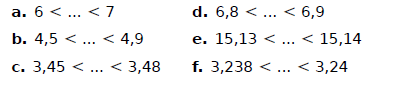 a. 6 < ... < 7 d. 6,8 < ... < 6,9
b. 4,5 < ... < 4,9 e. 15,13 < ... < 15,14
c. 3,45 < ... < 3,48 f. 3,238 < ... < 3,24